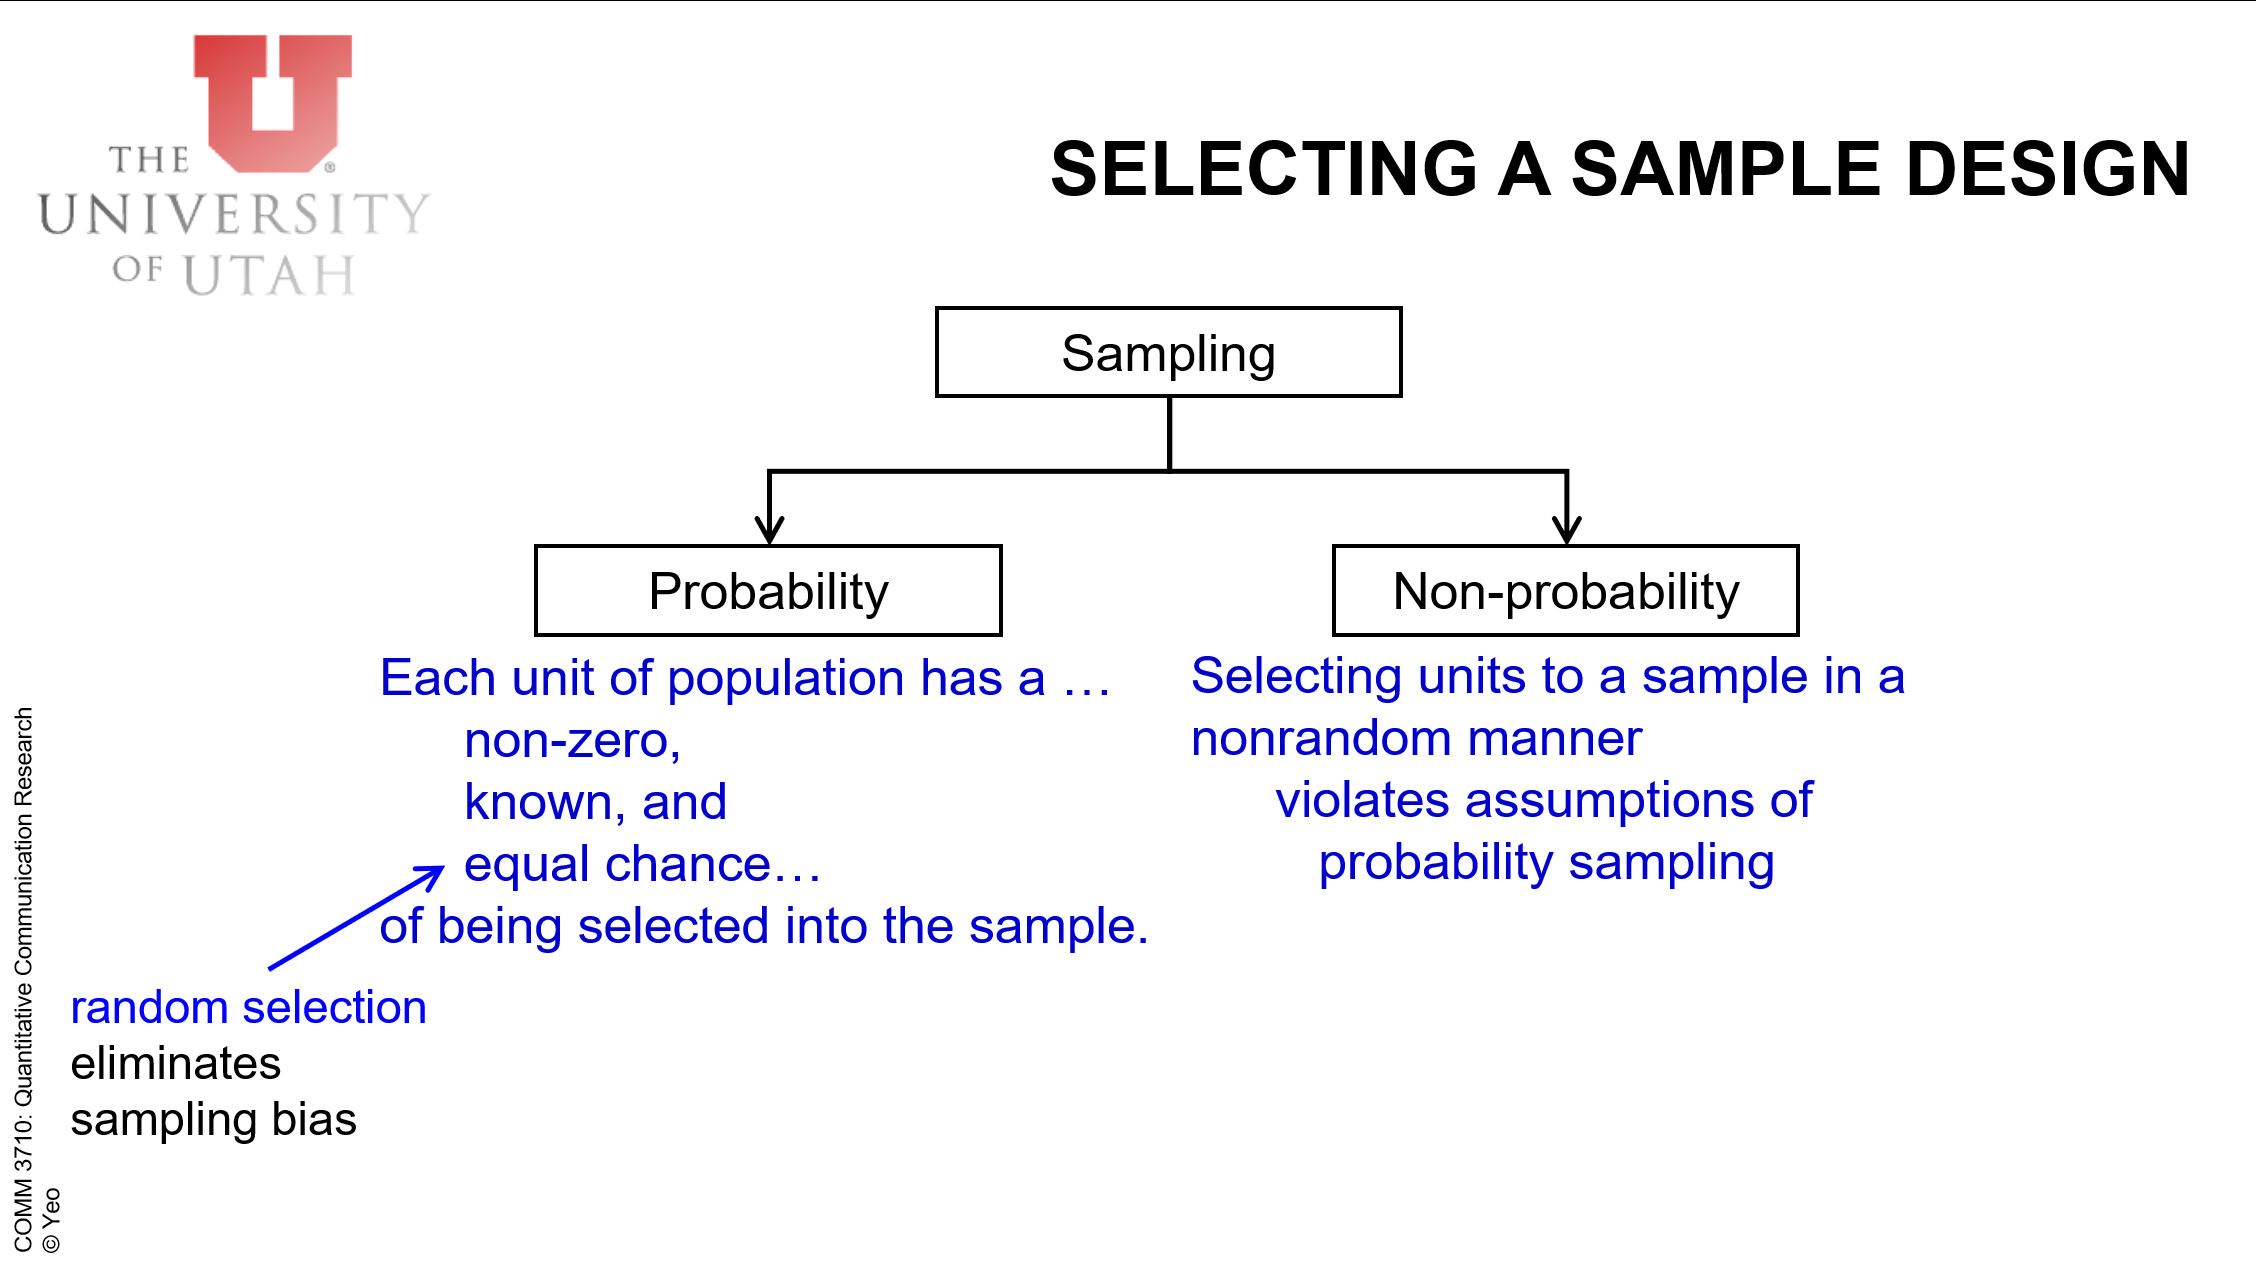 THE
UNIVERSITY
OF UTAH
®
SELECTING A SAMPLE DESIGN
Sampling
Probability
Each unit of population has a …
non-zero,
known, and
equal chance…
of being selected into the sample.
random selection
eliminates
sampling bias
Non-probability
Selecting units to a sample in a
nonrandom manner
violates assumptions of
probability sampling
COMM 3710: Quantitative Communication Research
© Yeo